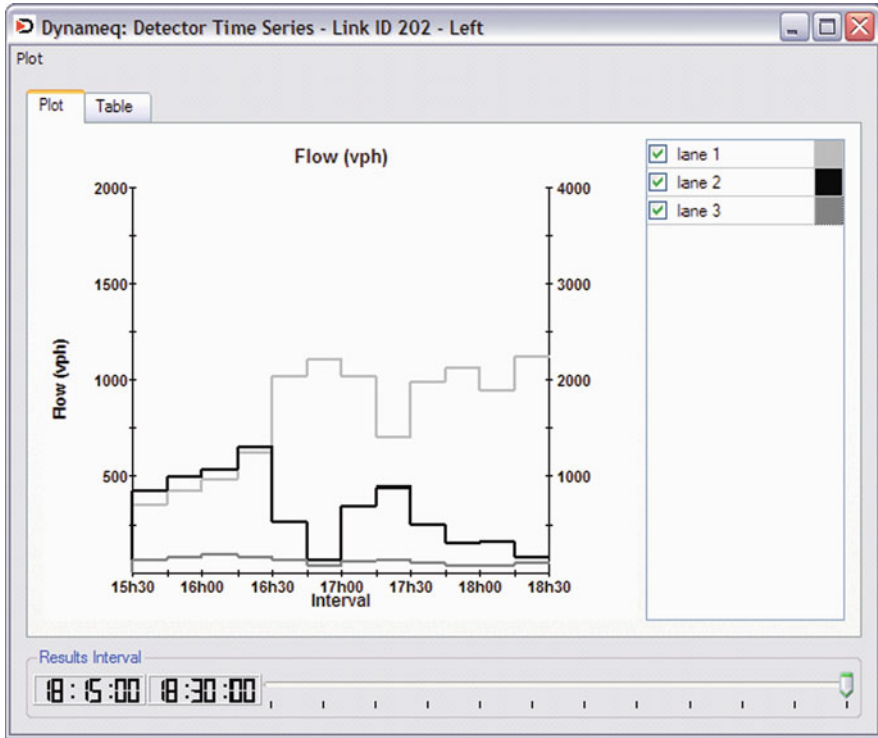 Dynameq: Detector Time Series - Link ID 202 - Left
Plot
Plot Table
Flow (vph)
lane 1
lane 2
lane 3
2000 4000
1500 3000
1000 2000
500 1000
Flow (vph)
15h30 16h00 16h30 17h00 17h30 18h00 18h30
Interval
Results Interval
18:15:00 18:30:00